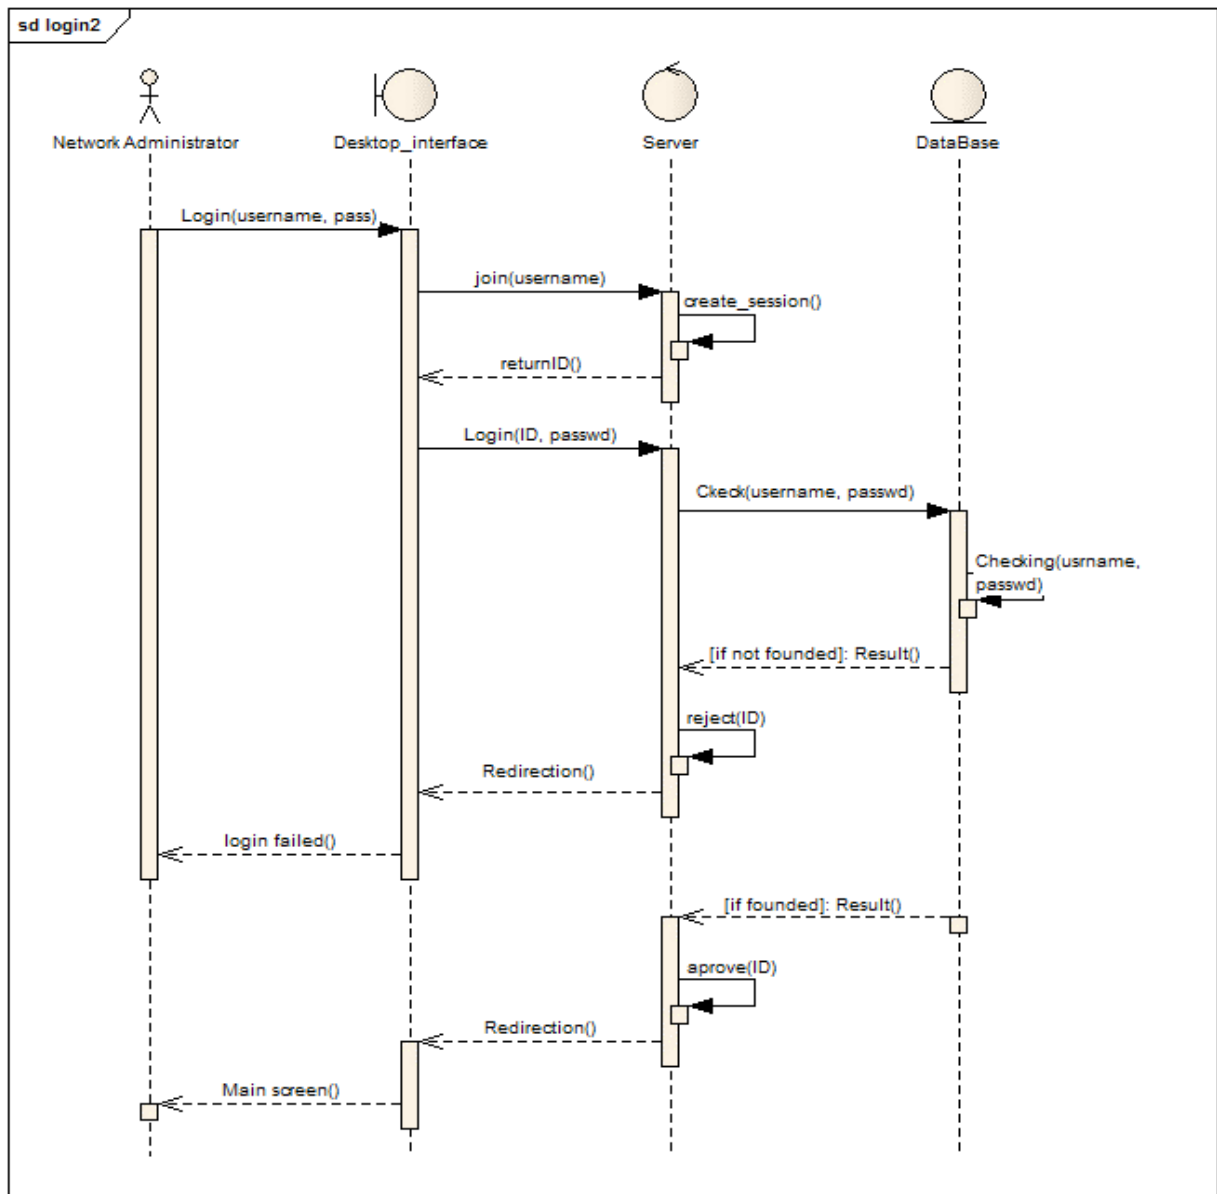 sd login2
Network Administrator
Desktop_interface
Server
DataBase
Login(username, pass)
join(username)
create_session()
returnID()
Login(ID, passwd)
Ckeck(username, passwd)
Checking(usrname,
passwd)
[if not founded]: Result()
reject(ID)
Redirection()
login failed()
[if founded]: Result()
aprove(ID)
Redirection()
Main screen()